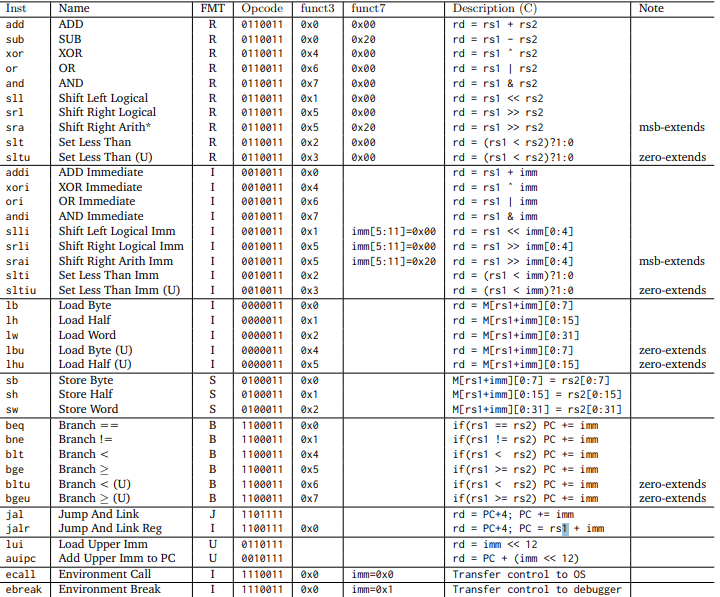 Inst Name FMT Opcode funct3 funct7 Description (C) Note
add ADD R 0110011 0x0 0x00 rd = rs1 + rs2
sub SUB R 0110011 0x0 0x20 rd = rs1 - rs2
xor XOR R 0110011 0x4 0x00 rd = rs1 ^ rs2
or OR R 0110011 0x6 0x00 rd = rs1 | rs2
and AND R 0110011 0x7 0x00 rd = rs1 & rs2
sll Shift Left Logical R 0110011 0x1 0x00 rd = rs1 << rs2
srl Shift Right Logical R 0110011 0x5 0x00 rd = rs1 >> rs2
sra Shift Right Arith* R 0110011 0x5 0x20 rd = rs1 >> rs2 msb-extends
slt Set Less Than R 0110011 0x2 0x00 rd = (rs1 < rs2)?1:0
sltu Set Less Than (U) R 0110011 0x3 0x00 rd = (rs1 < rs2)?1:0 zero-extends
addi ADD Immediate I 0010011 0x0 rd = rs1 + imm
xori XOR Immediate I 0010011 0x4 rd = rs1 ^ imm
ori OR Immediate I 0010011 0x6 rd = rs1 | imm
andi AND Immediate I 0010011 0x7 rd = rs1 & imm
slli Shift Left Logical Imm I 0010011 0x1 imm[5:11]=0x00 rd = rs1 << imm[0:4]
srli Shift Right Logical Imm I 0010011 0x5 imm[5:11]=0x00 rd = rs1 >> imm[0:4]
srai Shift Right Arith Imm I 0010011 0x5 imm[5:11]=0x20 rd = rs1 >> imm[0:4] msb-extends
slti Set Less Than Imm I 0010011 0x2 rd = (rs1 < imm)?1:0
sltiu Set Less Than Imm (U) I 0010011 0x3 rd = (rs1 < imm)?1:0 zero-extends
lb Load Byte I 0000011 0x0 rd = M[rs1+imm][0:7]
lh Load Half I 0000011 0x1 rd = M[rs1+imm][0:15]
lw Load Word I 0000011 0x2 rd = M[rs1+imm][0:31]
lbu Load Byte (U) I 0000011 0x4 rd = M[rs1+imm][0:7] zero-extends
lhu Load Half (U) I 0000011 0x5 rd = M[rs1+imm][0:15] zero-extends
sb Store Byte S 0100011 0x0 M[rs1+imm][0:7] = rs2[0:7]
sh Store Half S 0100011 0x1 M[rs1+imm][0:15] = rs2[0:15]
sw Store Word S 0100011 0x2 M[rs1+imm][0:31] = rs2[0:31]
beq Branch == B 1100011 0x0 if(rs1 == rs2) PC += imm
bne Branch != B 1100011 0x1 if(rs1 != rs2) PC += imm
blt Branch < B 1100011 0x4 if(rs1 < rs2) PC += imm
bge Branch ≥ B 1100011 0x5 if(rs1 >= rs2) PC += imm
bltu Branch < (U) B 1100011 0x6 if(rs1 < rs2) PC += imm zero-extends
bgeu Branch ≥ (U) B 1100011 0x7 if(rs1 >= rs2) PC += imm zero-extends
jal Jump And Link J 1101111 rd = PC+4; PC += imm
jalr Jump And Link Reg I 1100111 0x0 rd = PC+4; PC = rs1 + imm
lui Load Upper Imm U 0110111 rd = imm << 12
auipc Add Upper Imm to PC U 0010111 rd = PC + (imm << 12)
ecall Environment Call I 1110011 0x0 imm=0x0 Transfer control to OS
ebreak Environment Break I 1110011 0x0 imm=0x1 Transfer control to debugger